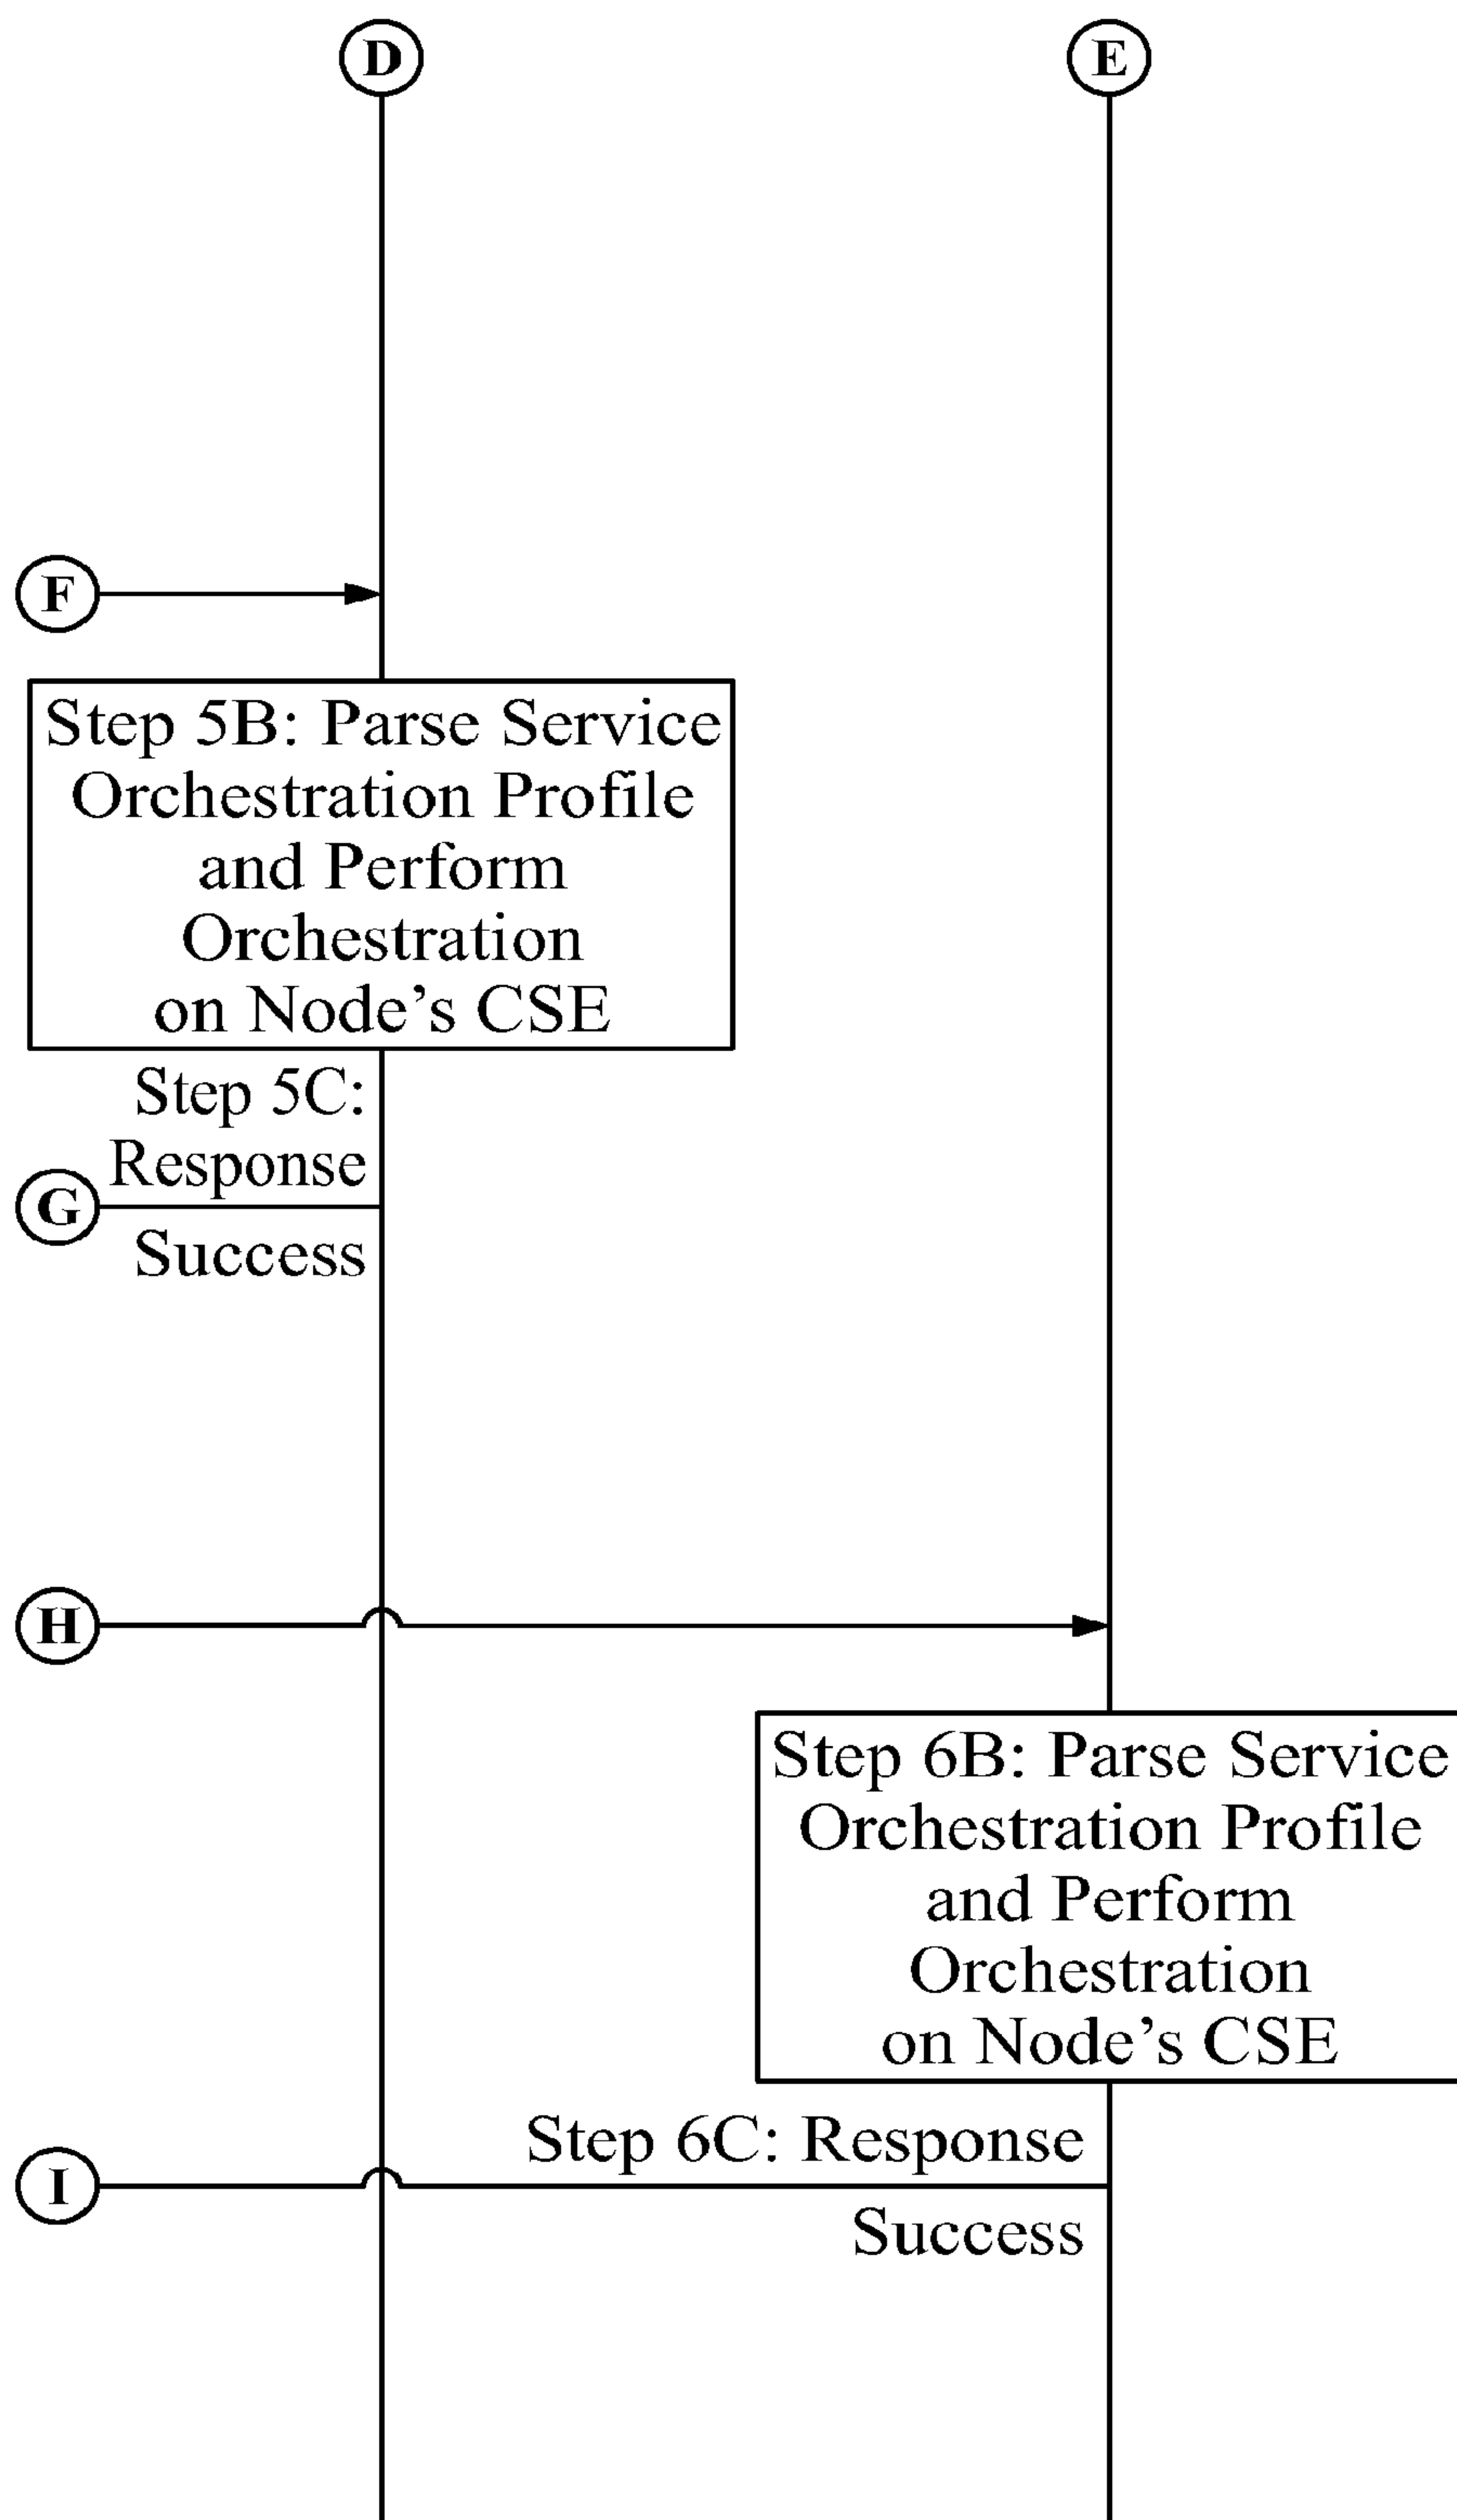 D
E
F
Step 5B: Parse Service
Orchestration Profile
and Perform
Orchestration
on Node’s CSE
Step 5C:
Response
G
Success
H
Step 6B: Parse Service
Orchestration Profile
and Perform
Orchestration
on Node’s CSE
Step 6C: Response
I
Success